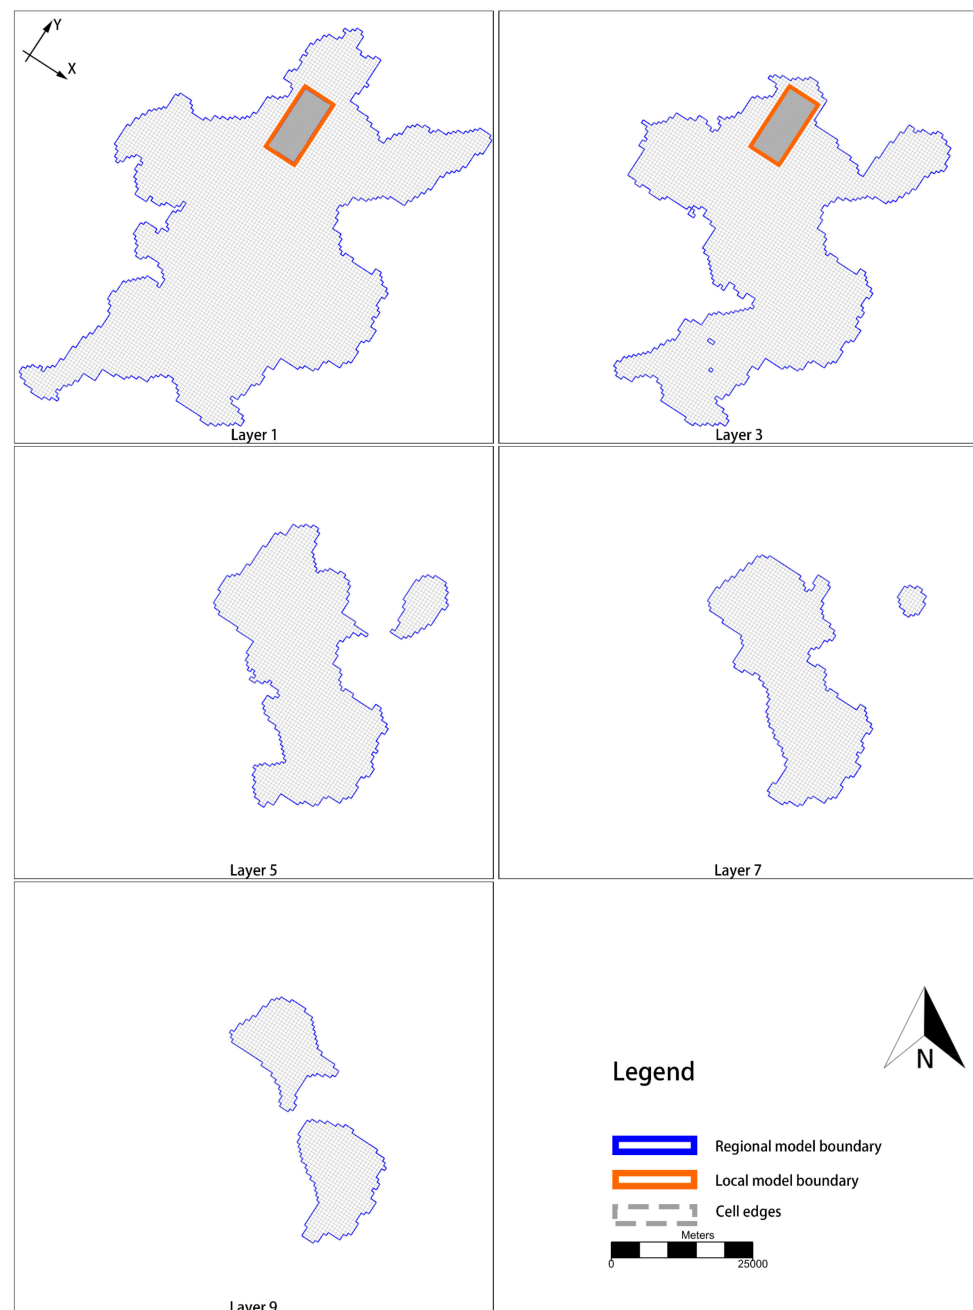 Y
X
Layer 1
Layer 3
Layer 5
Layer 7
Layer 9
N
Legend
Regional model boundary
Local model boundary
Cell edges
Meters
0 25000